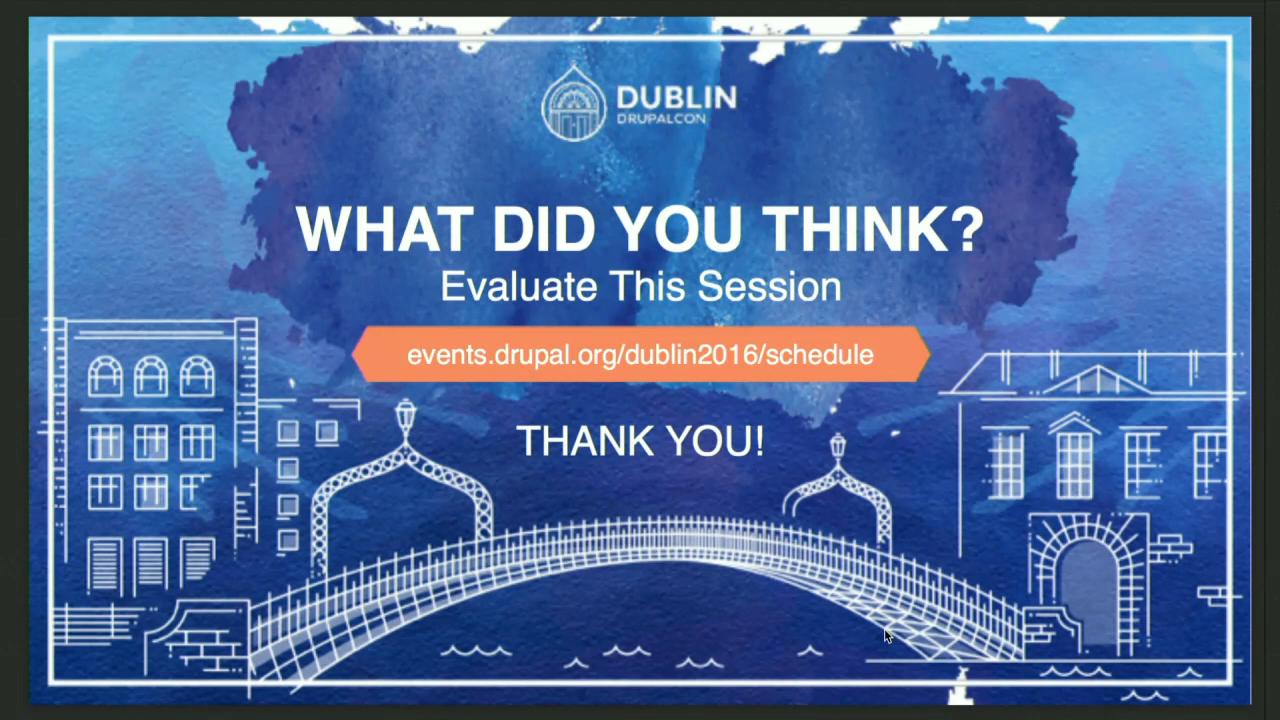 DUBLIN
DRUPALCON
WHAT DID YOU THINK?
Evaluate This Session
events.drupal.org/dublin2016/schedule
THANK YOU!